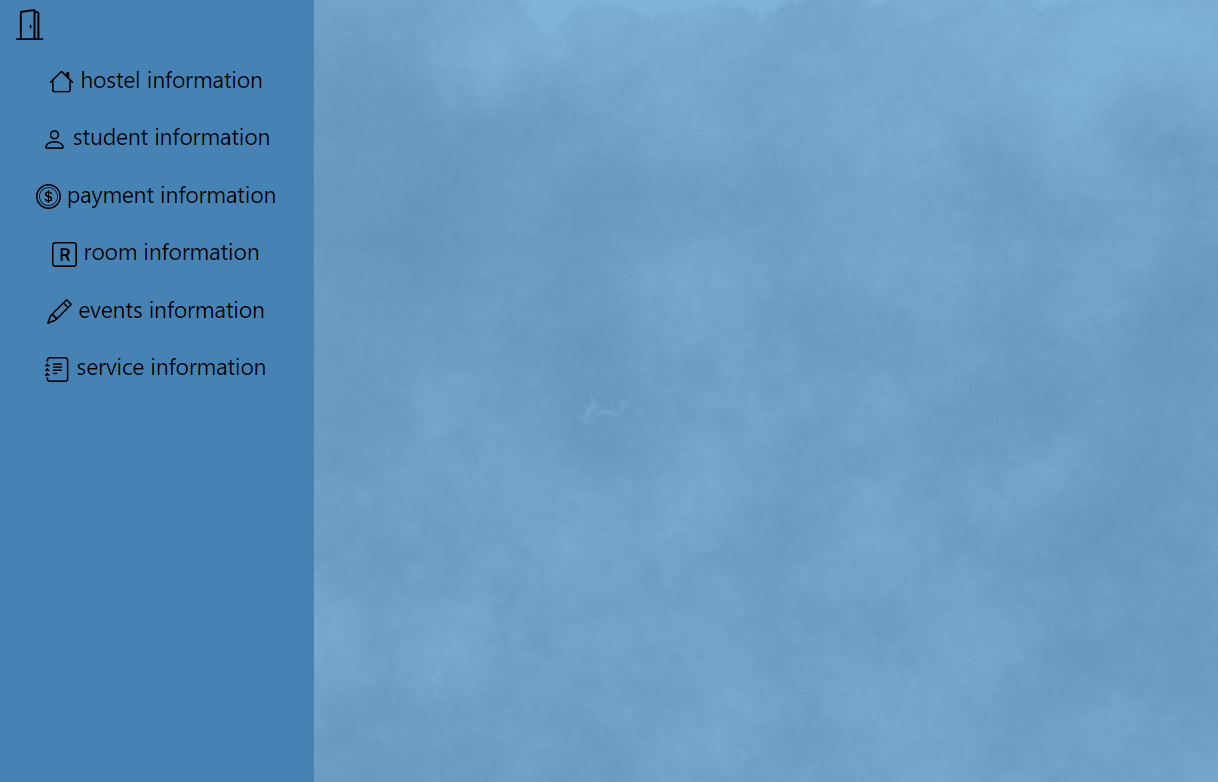 hostel information
student information
$ payment information
R room information
events information
service information